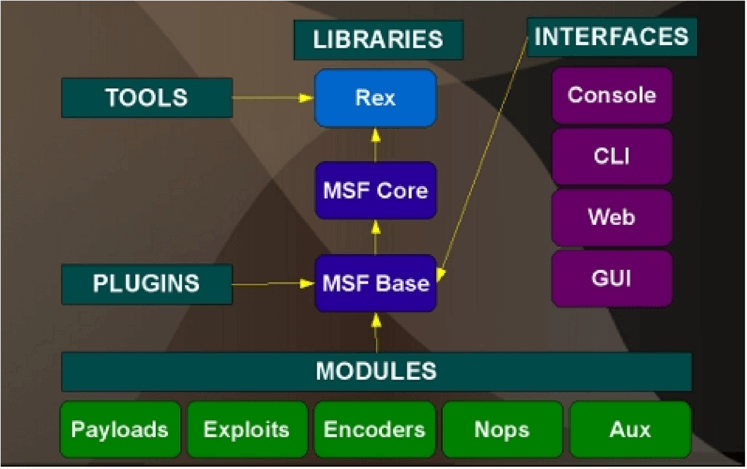 LIBRARIES
INTERFACES
TOOLS
Rex
Console
CLI
MSF Core
Web
PLUGINS
MSF Base
GUI
MODULES
Payloads
Exploits
Encoders
Nops
Aux